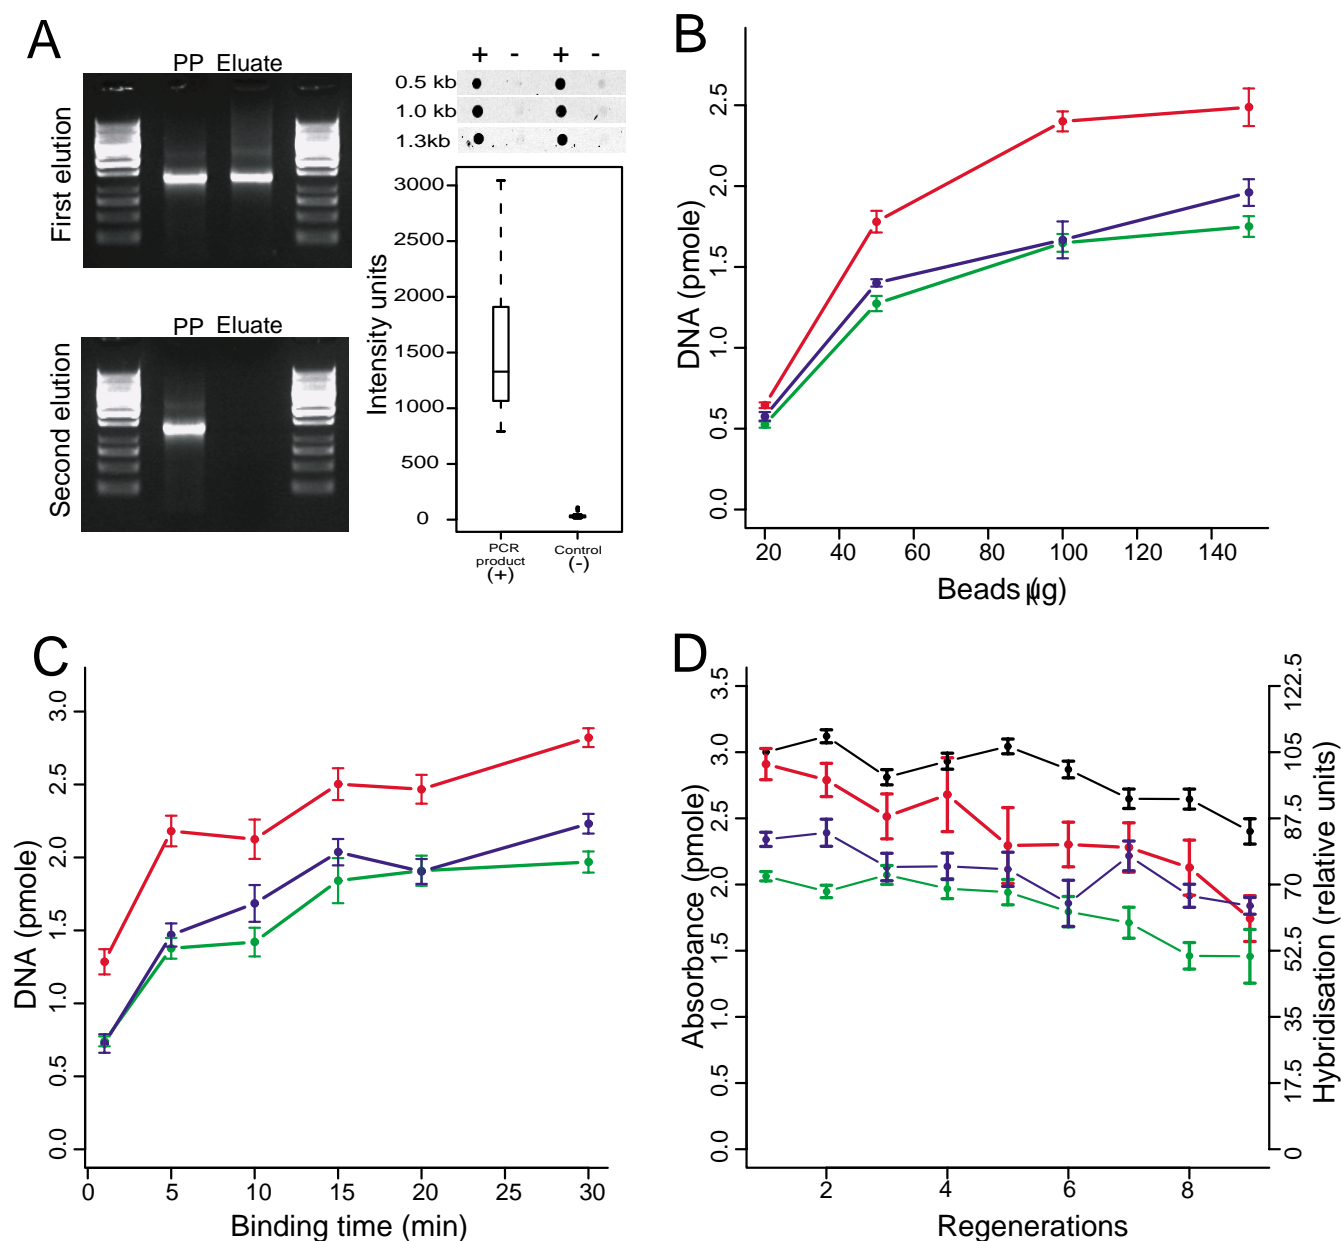 A
PP Eluate
First elution
PP Eluate
Second elution
+ - + -
0.5 kb
1.0 kb
1.3kb
Intensity units
3000
2500
2000
1500
1000
500
0
PCR product (+)
Control (-)
B
DNA (pmole)
2.5
2.0
1.5
1.0
0.5
0.0
20 40 60 80 100 120 140
Beads (µg)
C
DNA (pmole)
3.0
2.5
2.0
1.5
1.0
0.5
0.0
0 5 10 15 20 25 30
Binding time (min)
D
Absorbance (pmole)
3.5
3.0
2.5
2.0
1.5
1.0
0.5
0.0
122.5
105
87.5
70
52.5
35
17.5
0
Hybridisation (relative units)
2 4 6 8
Regenerations